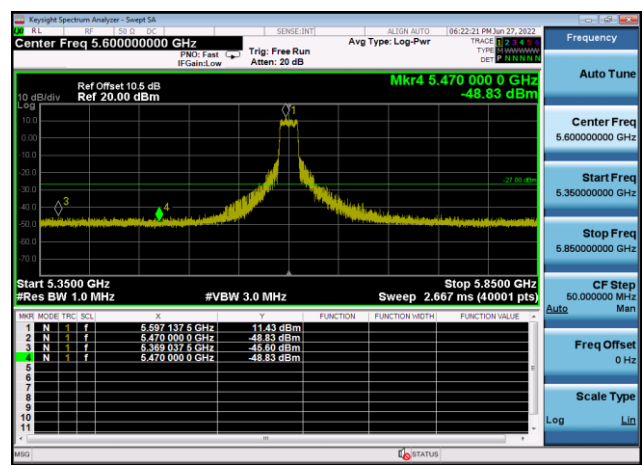 Keysight Spectrum Analyzer - Swept SA
RL RF 50 Ω DC SENSE:INT ALIGN AUTO 06:22:21 PM Jun 27, 2022
Center Freq 5.600000000 GHz
PNO: Fast
IFGain:Low
Trig: Free Run
Atten: 20 dB
Avg Type: Log-Pwr
TRACE 1 2 3 4 5 6
TYPE M WWWWW
DET P N N N N N
Ref Offset 10.5 dB
Ref 20.00 dBm
10 dB/div
Log
Mkr4 5.470 000 0 GHz
-48.83 dBm
10.0
0.00
-10.0
-20.0
-30.0
-40.0
-50.0
-60.0
-70.0
1
3
4
-27.00 dBm
Start 5.3500 GHz
Stop 5.8500 GHz
#Res BW 1.0 MHz
#VBW 3.0 MHz
Sweep 2.667 ms (40001 pts)
MKR MODE TRC SCL X Y FUNCTION FUNCTION WIDTH FUNCTION VALUE
1 N 1 f 5.597 137 5 GHz 11.43 dBm
2 N 1 f 5.470 000 0 GHz -48.83 dBm
3 N 1 f 5.369 037 5 GHz -45.60 dBm
4 N 1 f 5.470 000 0 GHz -48.83 dBm
5
6
7
8
9
10
11
MSG
STATUS
Frequency
Auto Tune
Center Freq
5.600000000 GHz
Start Freq
5.350000000 GHz
Stop Freq
5.850000000 GHz
CF Step
50.000000 MHz
Auto Man
Freq Offset
0 Hz
Scale Type
Log Lin